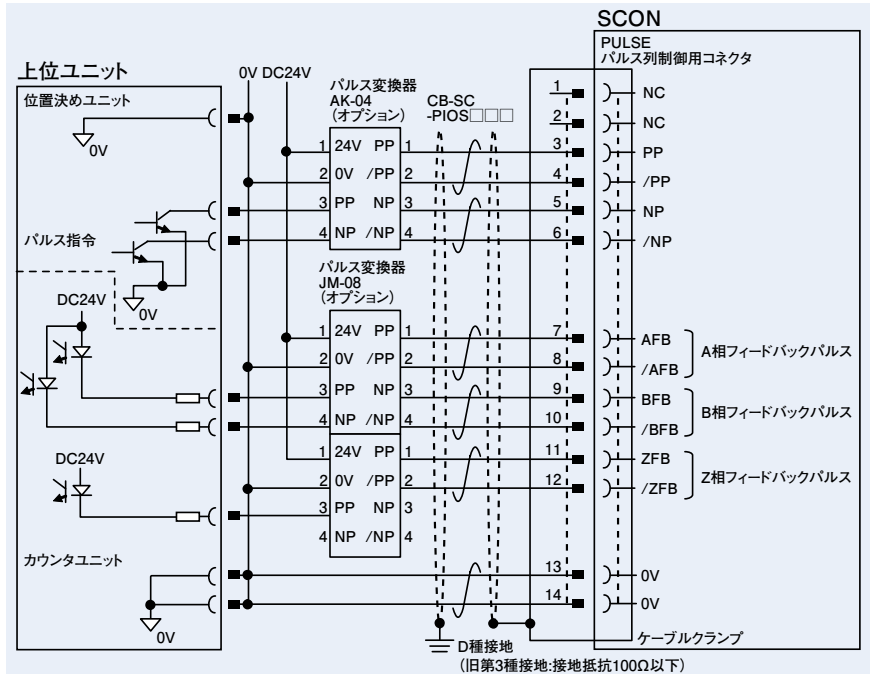 SCON
PULSE
パルス列制御用コネクタ
上位ユニット
位置決めユニット
0V DC24V
パルス変換器
AK-04
(オプション)
CB-SC
-PIOS□□□
0V
パルス指令
0V
1 24V PP 1
2 0V /PP 2
3 PP NP 3
4 NP /NP 4
1 NC
2 NC
3 PP
4 /PP
5 NP
6 /NP
パルス変換器
JM-08
(オプション)
DC24V
1 24V PP 1
2 0V /PP 2
3 PP NP 3
4 NP /NP 4
1 24V PP 1
2 0V /PP 2
3 PP NP 3
4 NP /NP 4
7 AFB
8 /AFB
A相フィードバックパルス
9 BFB
10 /BFB
B相フィードバックパルス
11 ZFB
12 /ZFB
Z相フィードバックパルス
DC24V
カウンタユニット
0V
13 0V
14 0V
ケーブルクランプ
D種接地
(旧第3種接地:接地抵抗100Ω以下)